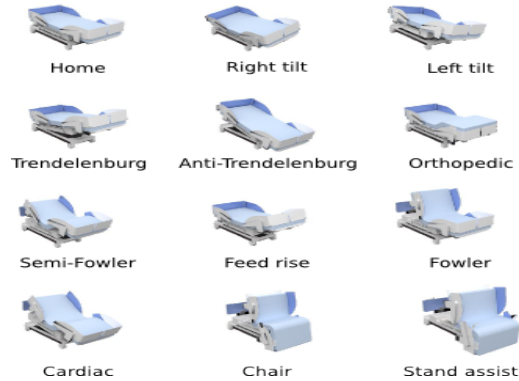 Home
Right tilt
Left tilt
Trendelenburg
Anti-Trendelenburg
Orthopedic
Semi-Fowler
Feed rise
Fowler
Cardiac
Chair
Stand assist